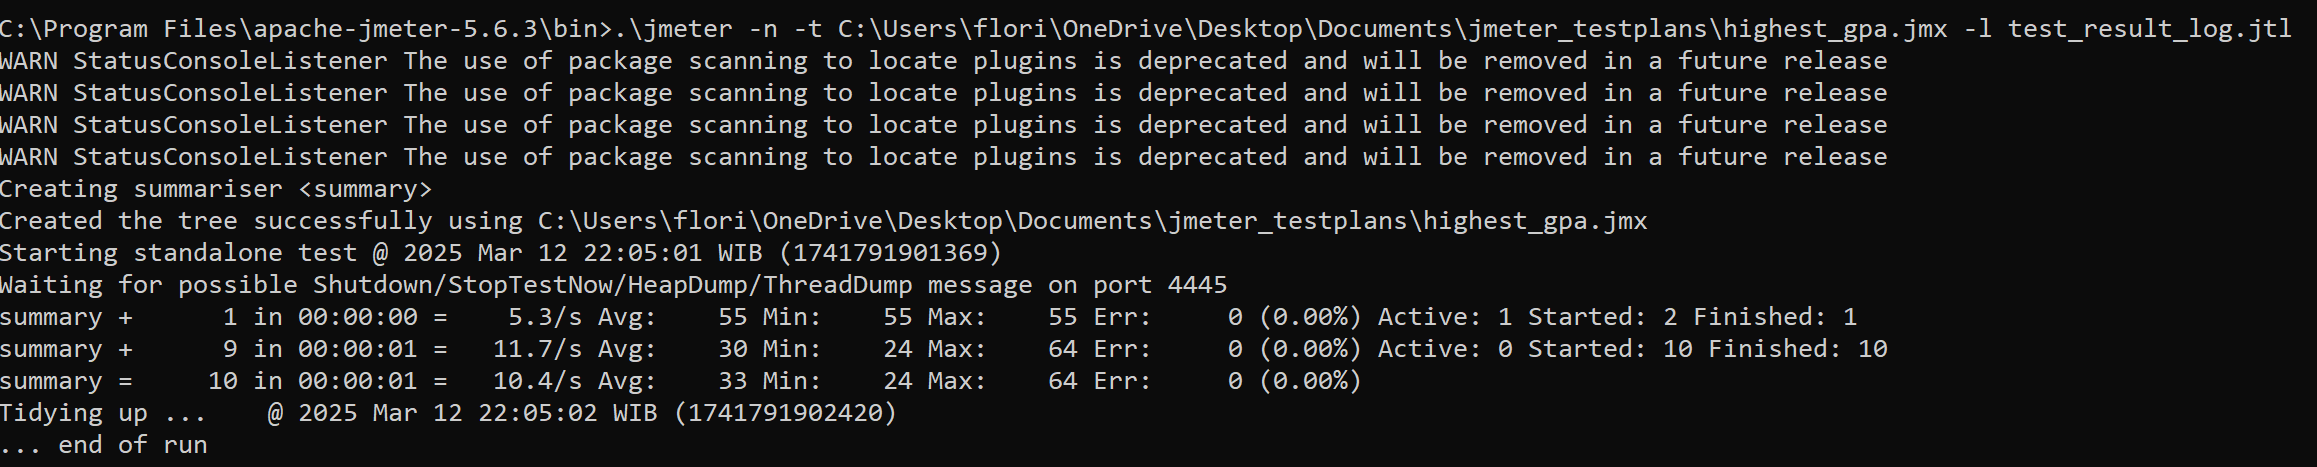 C:\Program Files\apache-jmeter-5.6.3\bin>.\jmeter -n -t C:\Users\flori\OneDrive\Desktop\Documents\jmeter_testplans\highest_gpa.jmx -l test_result_log.jtl
WARN StatusConsoleListener The use of package scanning to locate plugins is deprecated and will be removed in a future release
WARN StatusConsoleListener The use of package scanning to locate plugins is deprecated and will be removed in a future release
WARN StatusConsoleListener The use of package scanning to locate plugins is deprecated and will be removed in a future release
WARN StatusConsoleListener The use of package scanning to locate plugins is deprecated and will be removed in a future release
Creating summariser <summary>
Created the tree successfully using C:\Users\flori\OneDrive\Desktop\Documents\jmeter_testplans\highest_gpa.jmx
Starting standalone test @ 2025 Mar 12 22:05:01 WIB (1741791901369)
Waiting for possible Shutdown/StopTestNow/HeapDump/ThreadDump message on port 4445
summary +      1 in 00:00:00 =    5.3/s Avg:    55 Min:    55 Max:    55 Err:     0 (0.00%) Active: 1 Started: 2 Finished: 1
summary +      9 in 00:00:01 =   11.7/s Avg:    30 Min:    24 Max:    64 Err:     0 (0.00%) Active: 0 Started: 10 Finished: 10
summary =     10 in 00:00:01 =   10.4/s Avg:    33 Min:    24 Max:    64 Err:     0 (0.00%)
Tidying up ...    @ 2025 Mar 12 22:05:02 WIB (1741791902420)
... end of run